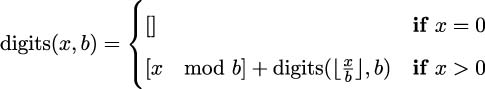 digits(x, b) = { [] if x = 0
[x mod b] + digits(⌊x/b⌋, b) if x > 0